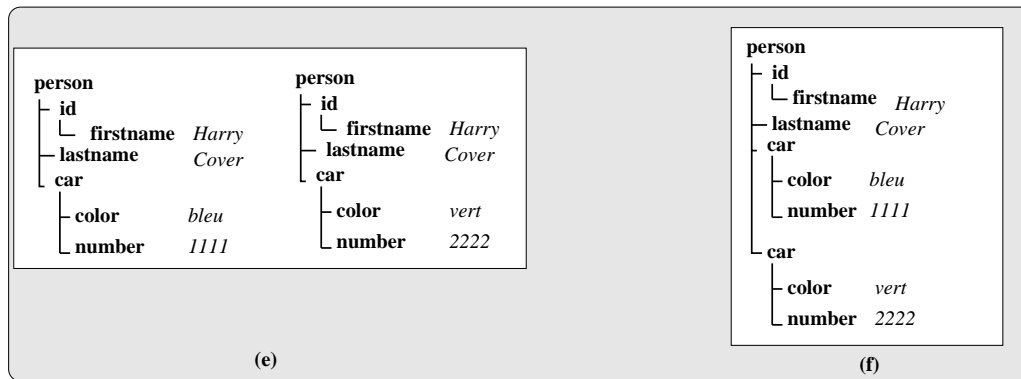 person
id
firstname Harry
lastname Cover
car
color bleu
number 1111
person
id
firstname Harry
lastname Cover
car
color vert
number 2222
(e)
person
id
firstname Harry
lastname Cover
car
color bleu
number 1111
car
color vert
number 2222
(f)